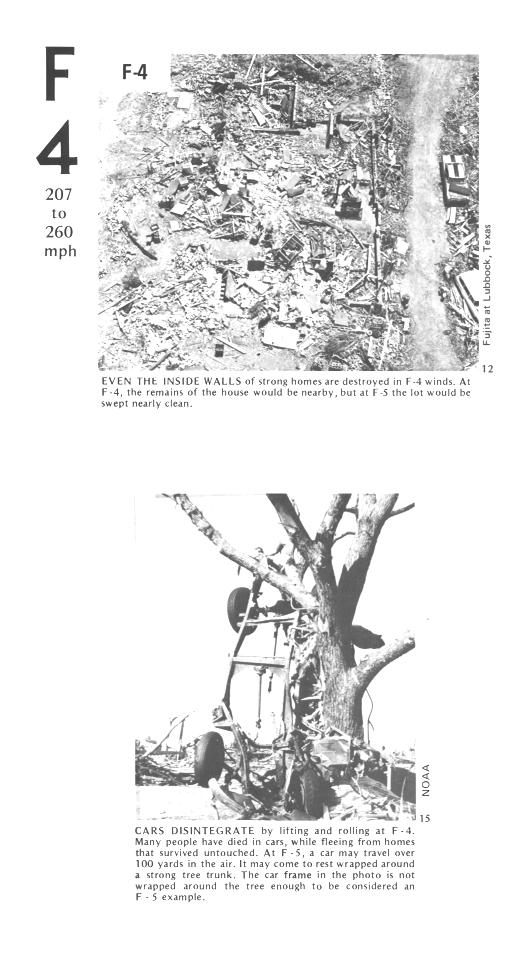 F
4
207
to
260
mph
F-4
Fujita at Lubbock, Texas
12
EVEN THE INSIDE WALLS of strong homes are destroyed in F-4 winds. At
F-4, the remains of the house would be nearby, but at F-5 the lot would be
swept nearly clean.
NOAA
15
CARS DISINTEGRATE by lifting and rolling at F-4.
Many people have died in cars, while fleeing from homes
that survived untouched. At F-5, a car may travel over
100 yards in the air. It may come to rest wrapped around
a strong tree trunk. The car frame in the photo is not
wrapped around the tree enough to be considered an
F-5 example.